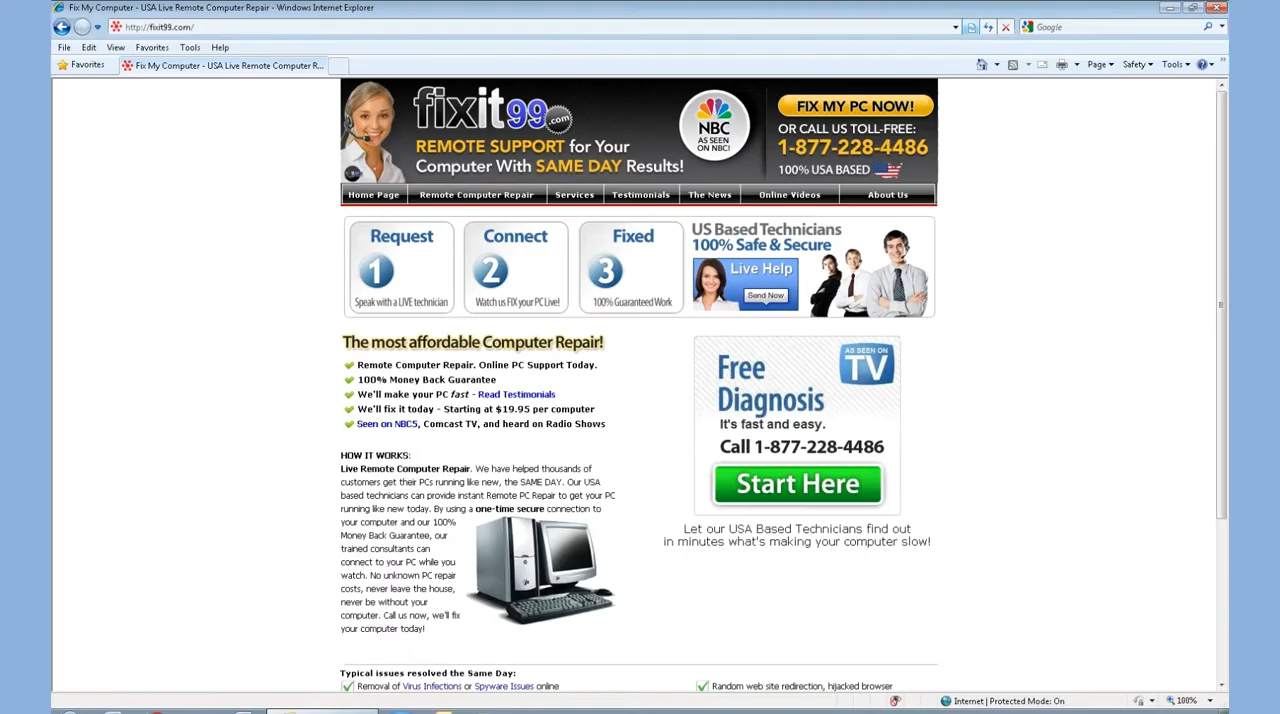 Fix My Computer - USA Live Remote Computer Repair - Windows Internet Explorer
http://fixit99.com/
Google
File Edit View Favorites Tools Help
Favorites
Fix My Computer - USA Live Remote Computer R...
Page Safety Tools
fixit99.com
REMOTE SUPPORT for Your
Computer With SAME DAY Results!
NBC
AS SEEN
ON NBC!
FIX MY PC NOW!
OR CALL US TOLL-FREE:
1-877-228-4486
100% USA BASED
Home Page Remote Computer Repair Services Testimonials The News Online Videos About Us
Request
1
Speak with a LIVE technician
Connect
2
Watch us FIX your PC Live!
Fixed
3
100% Guaranteed Work
US Based Technicians
100% Safe & Secure
Live Help
Send Now
The most affordable Computer Repair!
Remote Computer Repair. Online PC Support Today.
100% Money Back Guarantee
We'll make your PC fast - Read Testimonials
We'll fix it today - Starting at $19.95 per computer
Seen on NBC5, Comcast TV, and heard on Radio Shows
AS SEEN ON
TV
Free
Diagnosis
It's fast and easy.
Call 1-877-228-4486
Start Here
Let our USA Based Technicians find out
in minutes what's making your computer slow!
HOW IT WORKS:
Live Remote Computer Repair. We have helped thousands of
customers get their PCs running like new, the SAME DAY. Our USA
based technicians can provide instant Remote PC Repair to get your PC
running like new today. By using a one-time secure connection to
your computer and our 100%
Money Back Guarantee, our
trained consultants can
connect to your PC while you
watch. No unknown PC repair
costs, never leave the house,
never be without your
computer. Call us now, we'll fix
your computer today!
Typical issues resolved the Same Day:
Removal of Virus Infections or Spyware Issues online
Random web site redirection, hijacked browser
Internet | Protected Mode: On
100%